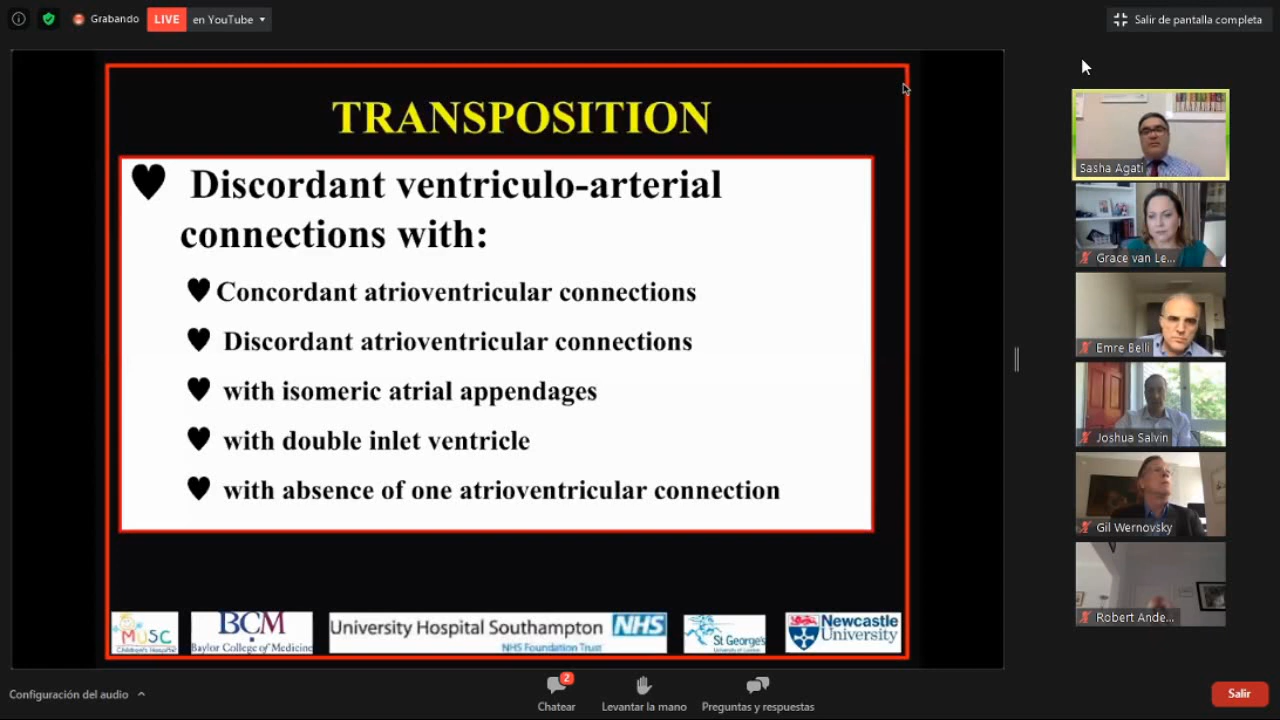 Grabando
LIVE
en YouTube
Salir de pantalla completa
TRANSPOSITION
Discordant ventriculo-arterial
connections with:
Concordant atrioventricular connections
Discordant atrioventricular connections
with isomeric atrial appendages
with double inlet ventricle
with absence of one atrioventricular connection
MUSC
Children's Hospital
BCM
Baylor College of Medicine
University Hospital Southampton
NHS
NHS Foundation Trust
St George's
University of London
Newcastle
University
Sasha Agati
Grace van Le...
Emre Belli
Joshua Salvin
Gil Wernovsky
Robert Ande...
Configuración del audio
2
Chatear
Levantar la mano
Preguntas y respuestas
Salir